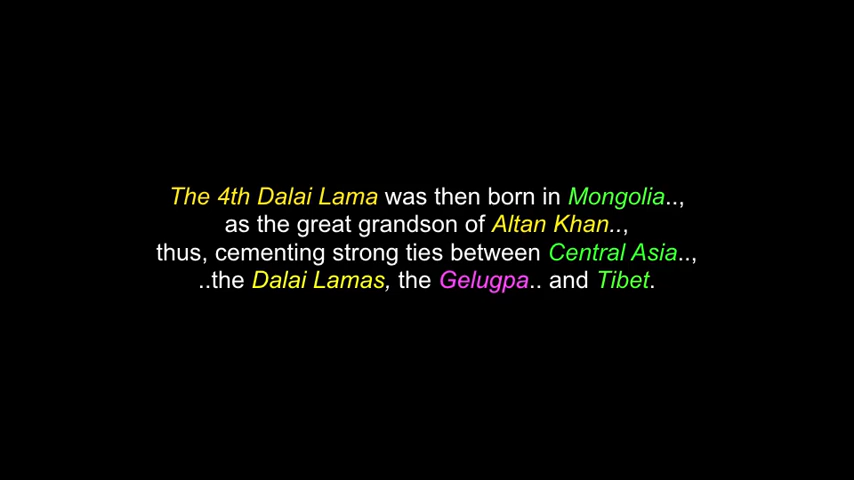 The 4th Dalai Lama was then born in Mongolia..,
as the great grandson of Altan Khan..,
thus, cementing strong ties between Central Asia..,
..the Dalai Lamas, the Gelugpa.. and Tibet.